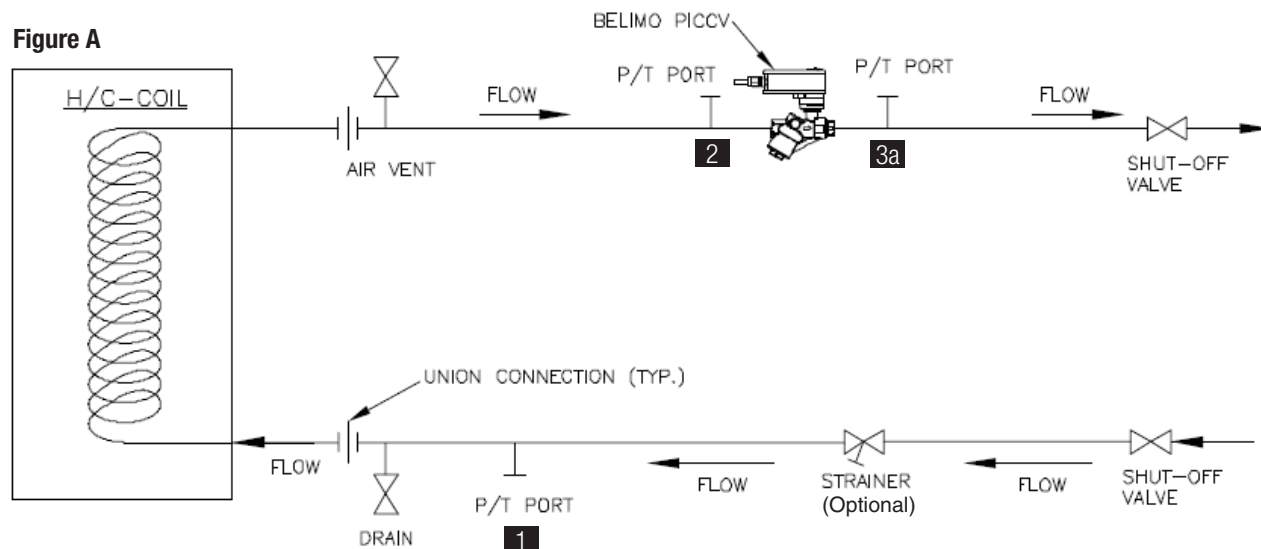 Figure A
BELIMO PICCV
P/T PORT
P/T PORT
H/C-COIL
FLOW
FLOW
2
3a
AIR VENT
SHUT-OFF
VALVE
UNION CONNECTION (TYP.)
FLOW
FLOW
STRAINER
(Optional)
FLOW
SHUT-OFF
VALVE
P/T PORT
DRAIN
1